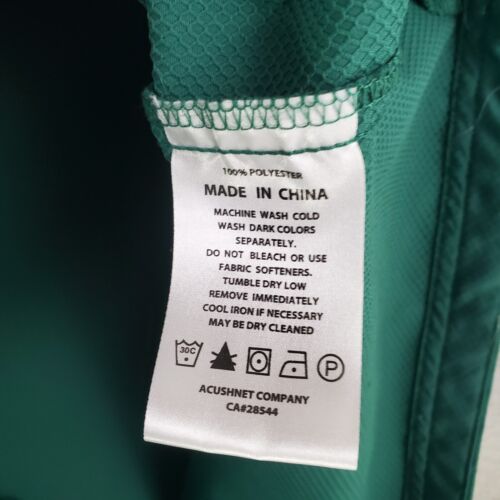 100% POLYESTER
MADE IN CHINA
MACHINE WASH COLD
WASH DARK COLORS
SEPARATELY.
DO NOT BLEACH OR USE
FABRIC SOFTENERS.
TUMBLE DRY LOW
REMOVE IMMEDIATELY
COOL IRON IF NECESSARY
MAY BE DRY CLEANED
30C
ACUSHNET COMPANY
CA#28544